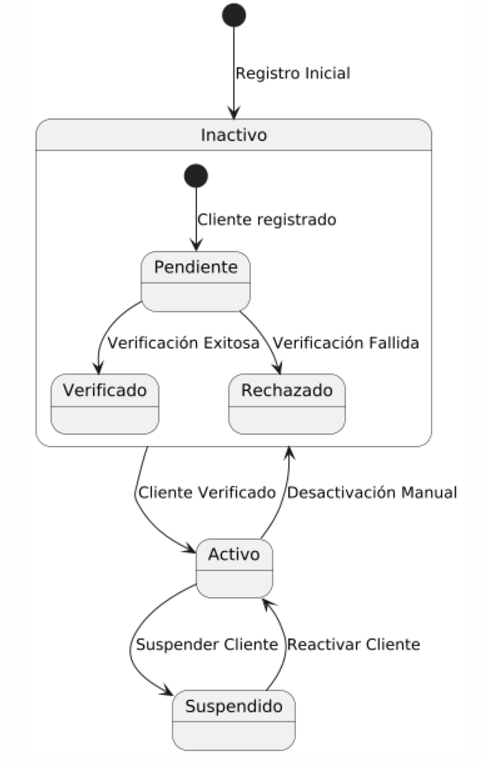 Registro Inicial
Inactivo
Cliente registrado
Pendiente
Verificación Exitosa
Verificación Fallida
Verificado
Rechazado
Cliente Verificado
Desactivación Manual
Activo
Suspender Cliente
Reactivar Cliente
Suspendido